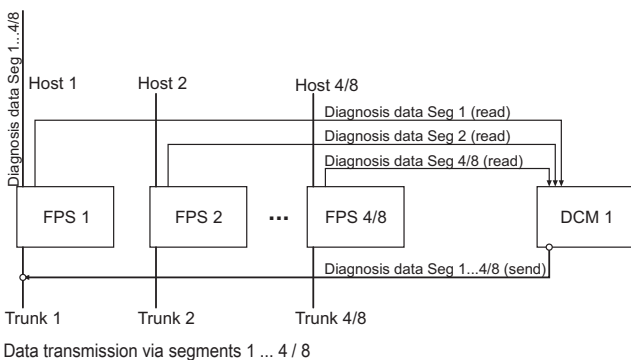 Diagnosis data Seg 1...4/8
Host 1
Host 2
Host 4/8
Diagnosis data Seg 1 (read)
Diagnosis data Seg 2 (read)
Diagnosis data Seg 4/8 (read)
FPS 1
FPS 2
...
FPS 4/8
DCM 1
Diagnosis data Seg 1...4/8 (send)
Trunk 1
Trunk 2
Trunk 4/8
Data transmission via segments 1 ... 4 / 8